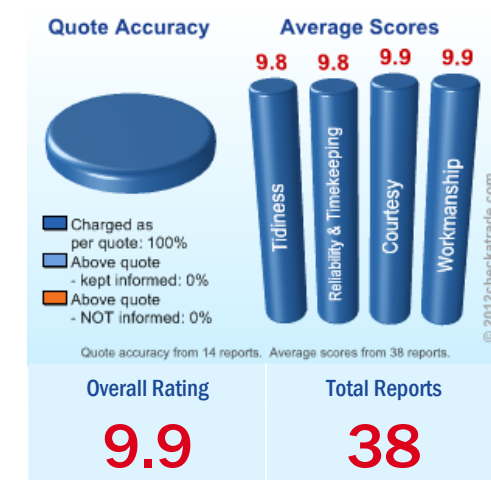 Quote Accuracy
Average Scores
9.8
9.8
9.9
9.9
Tidiness
Reliability & Timekeeping
Courtesy
Workmanship
Charged as
per quote: 100%
Above quote
- kept informed: 0%
Above quote
- NOT informed: 0%
© 2012checkatrade.com
Quote accuracy from 14 reports. Average scores from 38 reports.
Overall Rating
Total Reports
9.9
38